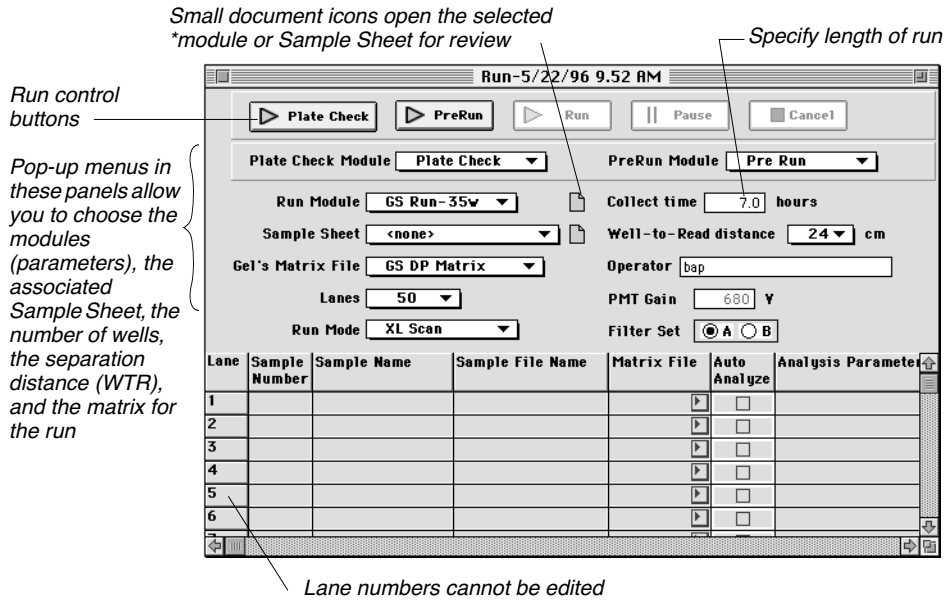 Small document icons open the selected
*module or Sample Sheet for review
Specify length of run
Run control
buttons
Pop-up menus in
these panels allow
you to choose the
modules
(parameters), the
associated
Sample Sheet, the
number of wells,
the separation
distance (WTR),
and the matrix for
the run
Run-5/22/96 9.52 AM
Plate Check PreRun Run Pause Cancel
Plate Check Module Plate Check PreRun Module Pre Run
Run Module GS Run-35w Collect time 7.0 hours
Sample Sheet <none> Well-to-Read distance 24 cm
Gel's Matrix File GS DP Matrix Operator bap
Lanes 50 PMT Gain 680 V
Run Mode XL Scan Filter Set A B
Lane Sample Number Sample Name Sample File Name Matrix File Auto Analyze Analysis Parameter
1
2
3
4
5
6
Lane numbers cannot be edited